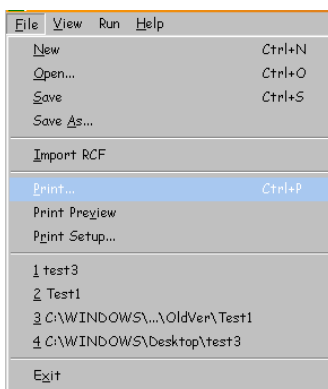 File View Run Help
New Ctrl+N
Open... Ctrl+O
Save Ctrl+S
Save As...
Import RCF
Print... Ctrl+P
Print Preview
Print Setup...
1 test3
2 Test1
3 C:\WINDOWS\...\OldVer\Test1
4 C:\WINDOWS\Desktop\test3
Exit